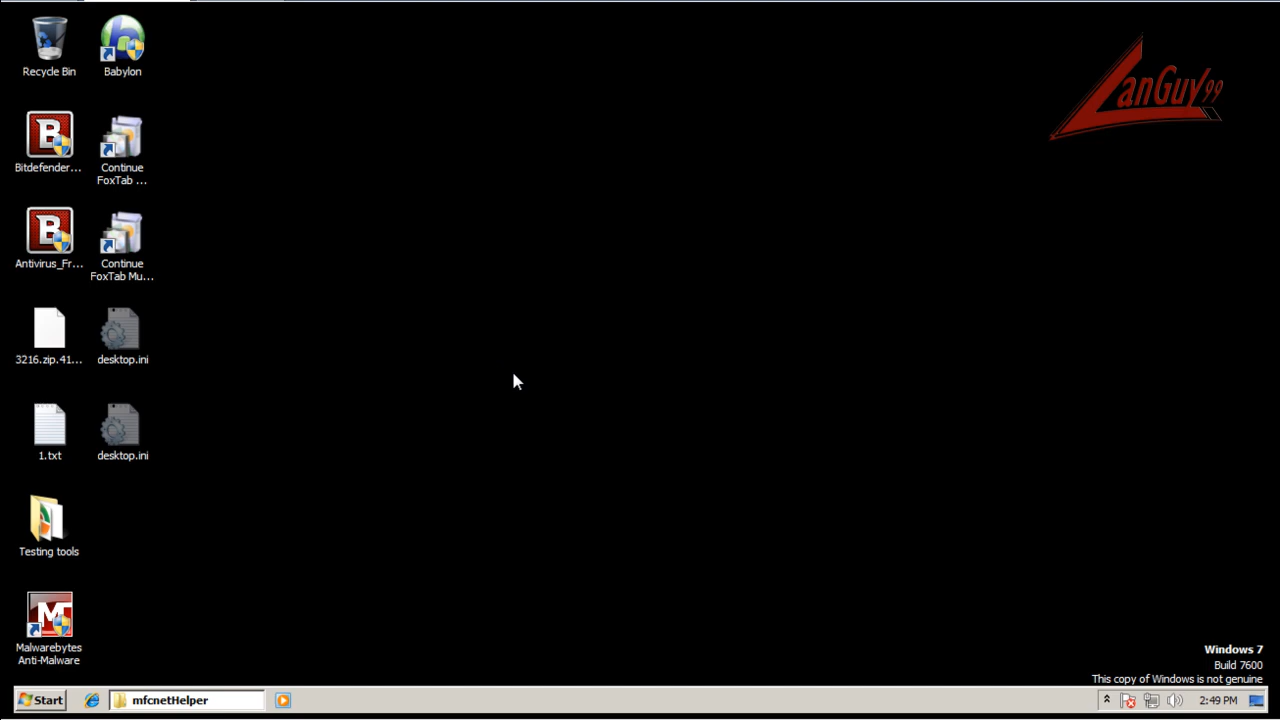 LanGuy99
Recycle Bin
Babylon
Bitdefender...
Continue
FoxTab ...
Antivirus_Fr...
Continue
FoxTab Mu...
3216.zip.41...
desktop.ini
1.txt
desktop.ini
Testing tools
Malwarebytes
Anti-Malware
Windows 7
Build 7600
This copy of Windows is not genuine
Start
mfcnetHelper
2:49 PM